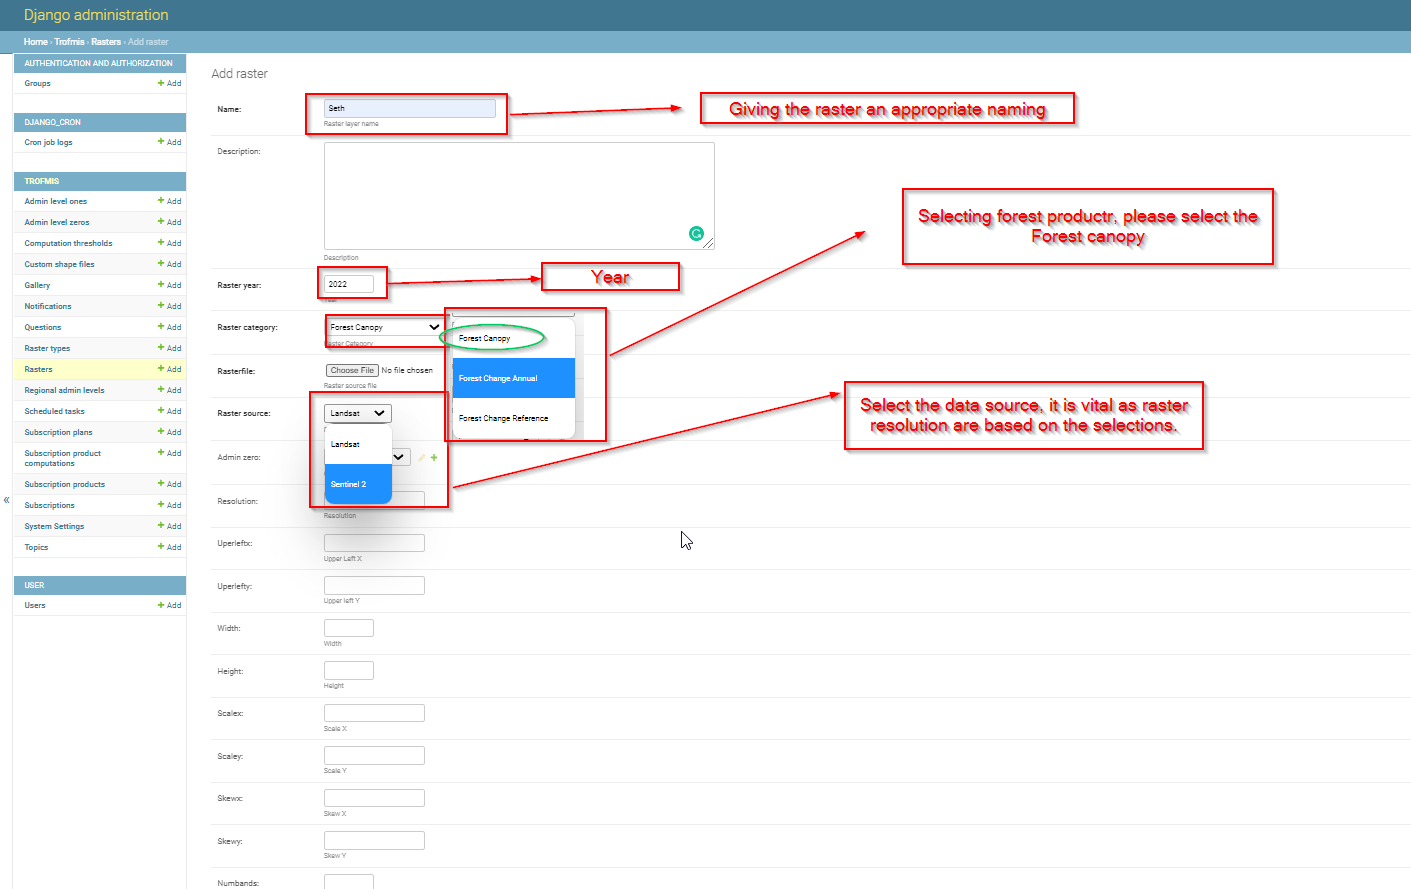 Django administration
Home › Trofmis › Rasters › Add raster
AUTHENTICATION AND AUTHORIZATION
Groups
+ Add
DJANGO_CRON
Cron job logs
+ Add
TROFMIS
Admin level ones
+ Add
Admin level zeros
+ Add
Computation thresholds
+ Add
Custom shape files
+ Add
Gallery
+ Add
Notifications
+ Add
Questions
+ Add
Raster types
+ Add
Rasters
+ Add
Regional admin levels
+ Add
Scheduled tasks
+ Add
Subscription plans
+ Add
Subscription product
computations
+ Add
Subscription products
+ Add
Subscriptions
+ Add
System Settings
+ Add
Topics
+ Add
USER
Users
+ Add
«
Add raster
Name:
Seth
Raster layer name
Giving the raster an appropriate naming
Description:
Description
Selecting forest productr, please select the
Forest canopy
Raster year:
2022
Year
Year
Raster category:
Forest Canopy
Raster Category
Forest Canopy
Forest Change Annual
Forest Change Reference
Rasterfile:
Choose File No file chosen
Raster source file
Raster source:
Landsat
Landsat
Sentinel 2
Select the data source, it is vital as raster
resolution are based on the selections.
Admin zero:
Resolution:
Resolution
Uperleftx:
Upper Left X
Uperlefty:
Upper left Y
Width:
Width
Height:
Height
Scalex:
Scale X
Scaley:
Scale Y
Skewx:
Skew X
Skewy:
Skew Y
Numbands: